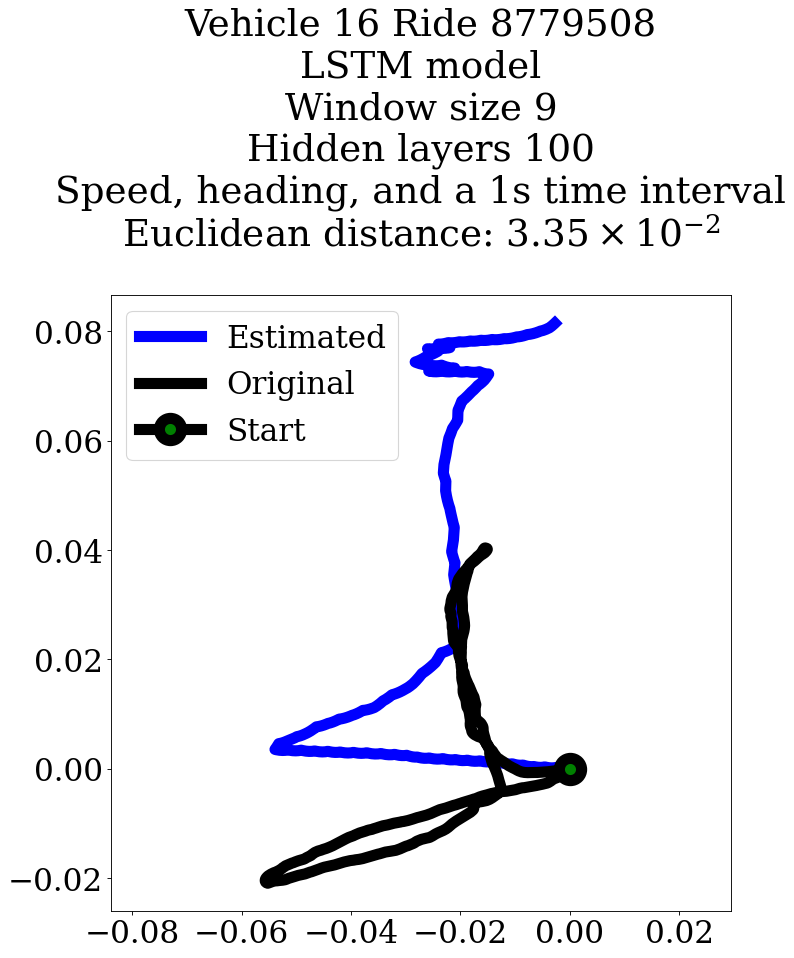 Vehicle 16 Ride 8779508
LSTM model
Window size 9
Hidden layers 100
Speed, heading, and a 1s time interval
Euclidean distance: 3.35 × 10⁻²
Estimated
Original
Start
0.08
0.06
0.04
0.02
0.00
−0.02
−0.08 −0.06 −0.04 −0.02 0.00 0.02